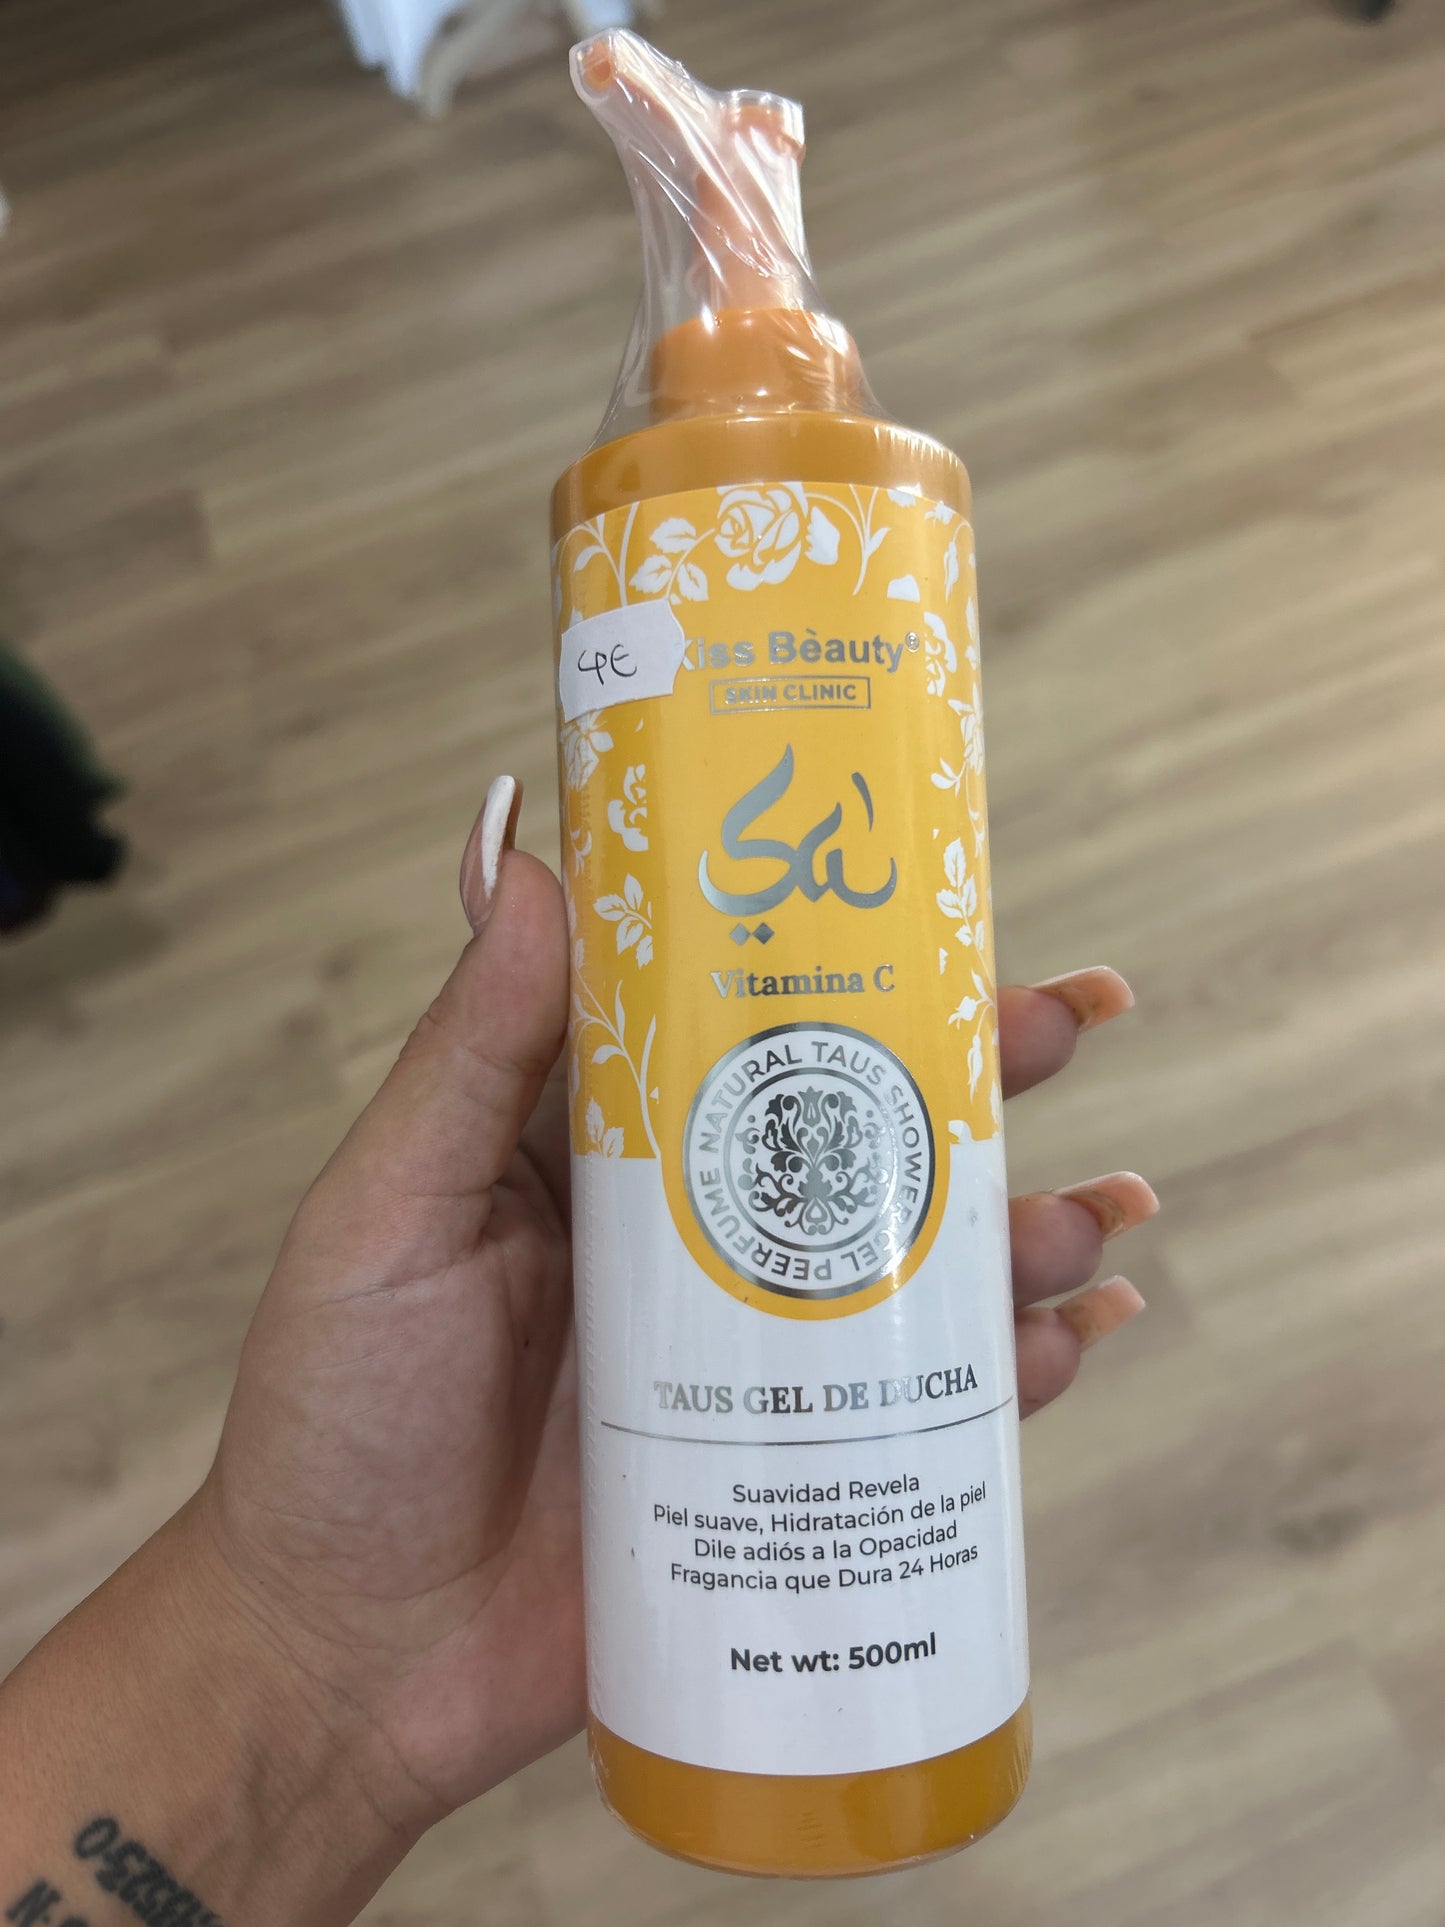 4€
Kiss Bèauty®
SKIN CLINIC
Vitamina C
NATURAL TAUS SHOWER GEL PEERFUME
TAUS GEL DE DUCHA
Suavidad Revela
Piel suave, Hidratación de la piel
Dile adiós a la Opacidad
Fragancia que Dura 24 Horas
Net wt: 500ml